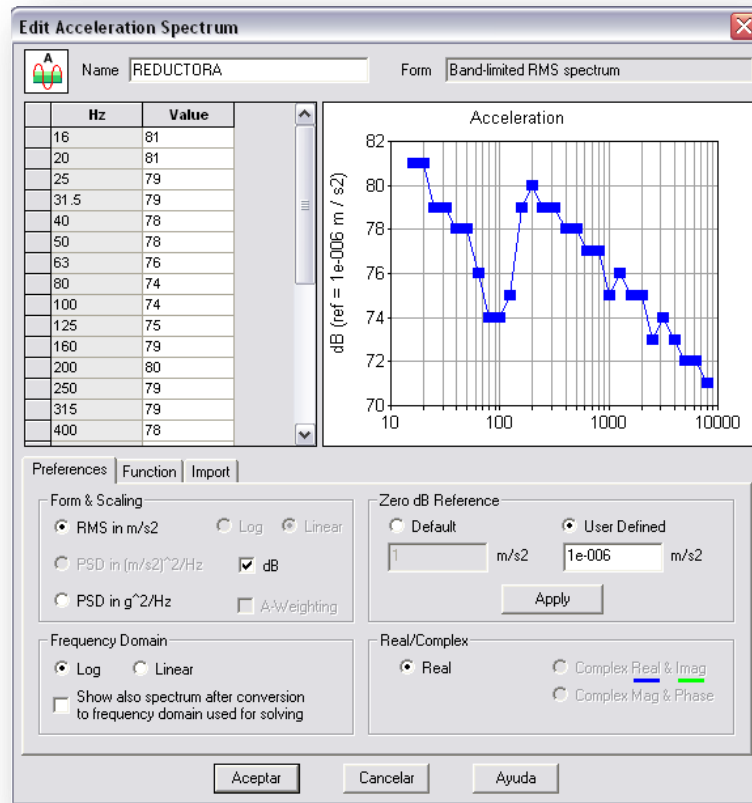 Edit Acceleration Spectrum
A
Name REDUCTORA Form Band-limited RMS spectrum
Hz Value
16 81
20 81
25 79
31.5 79
40 78
50 78
63 76
80 74
100 74
125 75
160 79
200 80
250 79
315 79
400 78
Acceleration
dB (ref = 1e-006 m / s2)
82
80
78
76
74
72
70
10 100 1000 10000
Preferences Function Import
Form & Scaling
RMS in m/s2 Log Linear
PSD in (m/s2)^2/Hz dB
PSD in g^2/Hz A-Weighting
Zero dB Reference
Default User Defined
1 m/s2 1e-006 m/s2
Apply
Frequency Domain
Log Linear
Show also spectrum after conversion
to frequency domain used for solving
Real/Complex
Real Complex Real & Imag
Complex Mag & Phase
Aceptar Cancelar Ayuda